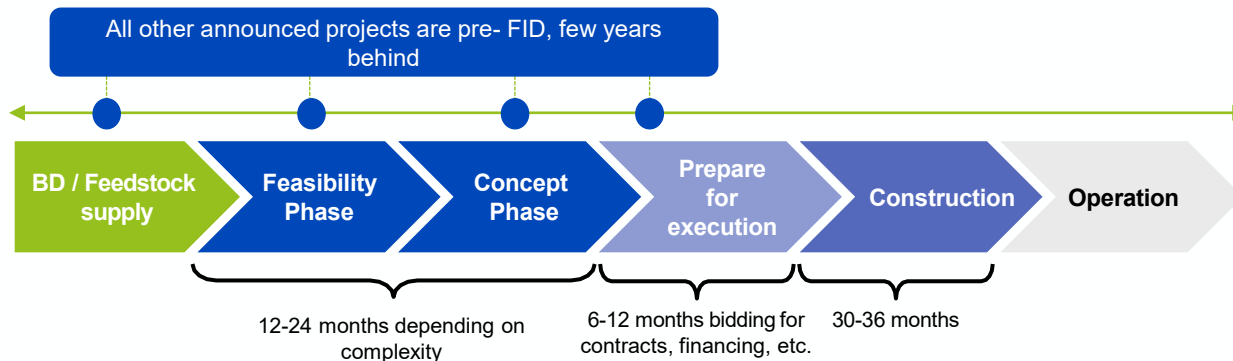 All other announced projects are pre- FID, few years
behind
BD / Feedstock
supply
Feasibility
Phase
Concept
Phase
Prepare
for
execution
Construction
Operation
12-24 months depending on
complexity
6-12 months bidding for
contracts, financing, etc.
30-36 months